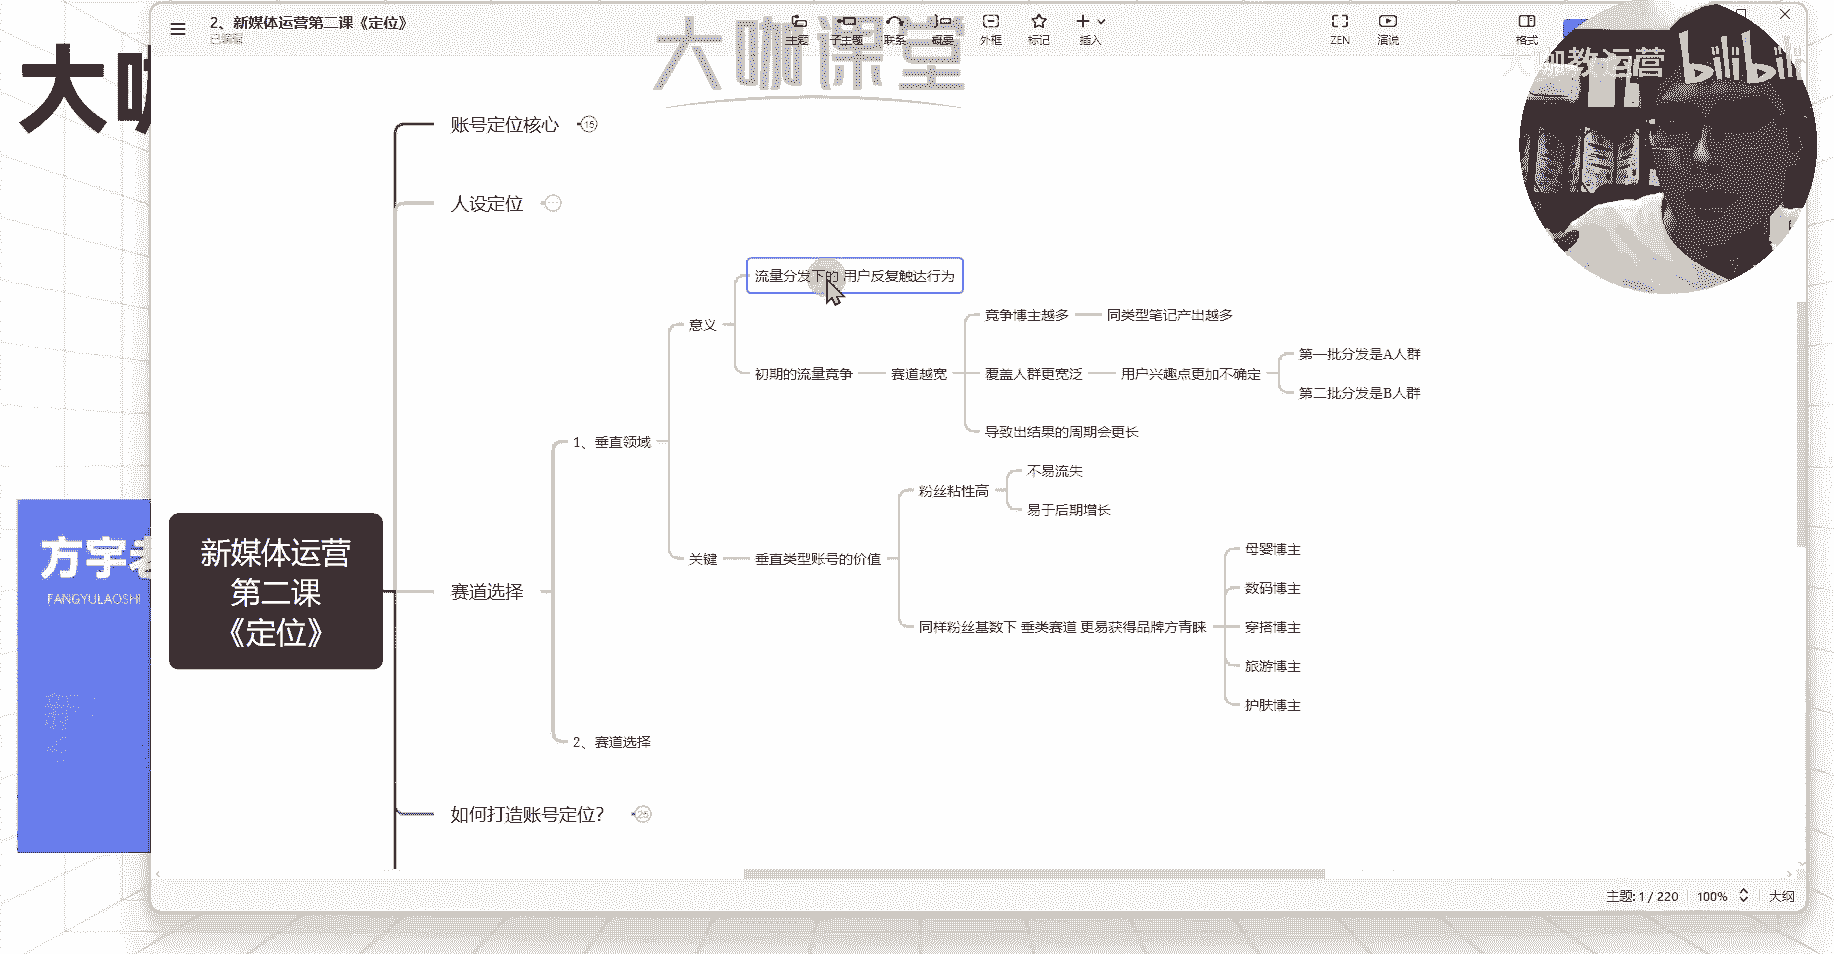 2、新媒体运营第二课《定位》
已编辑
主题
子主题
联系
概要
外框
标记
插入
ZEN
演说
格式
大咖课堂
大咖教运营
bilibili
大咖
账号定位核心
15
人设定位
流量分发下的 用户反复触达行为
意义
竞争博主越多
同类型笔记产出越多
初期的流量竞争
赛道越宽
覆盖人群更宽泛
用户兴趣点更加不确定
第一批分发是A人群
第二批分发是B人群
导致出结果的周期会更长
1、垂直领域
粉丝粘性高
不易流失
易于后期增长
关键
垂直类型账号的价值
同样粉丝基数下 垂类赛道 更易获得品牌方青睐
母婴博主
数码博主
穿搭博主
旅游博主
护肤博主
新媒体运营
第二课
《定位》
赛道选择
2、赛道选择
如何打造账号定位？
25
方宇老
FANGYULAOSHI
主题: 1 / 220
100%
大纲